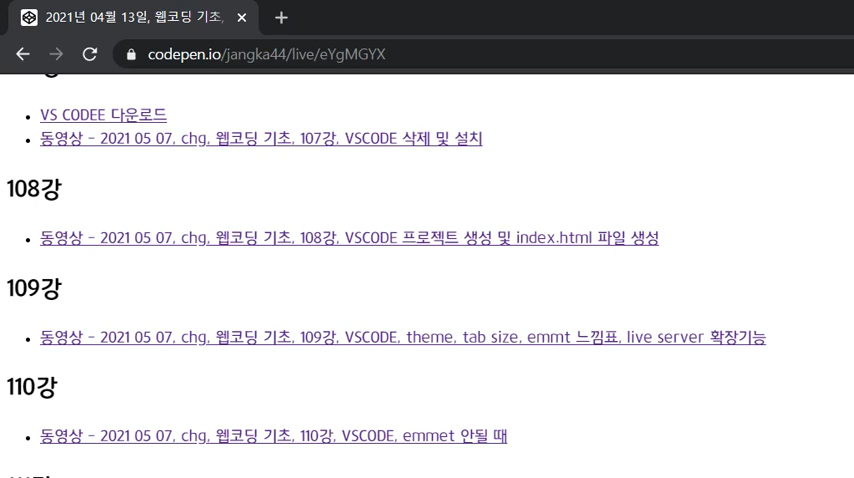 2021년 04월 13일, 웹코딩 기초,
codepen.io/jangka44/live/eYgMGYX
VS CODEE 다운로드
동영상 - 2021 05 07, chg, 웹코딩 기초, 107강, VSCODE 삭제 및 설치
108강
동영상 - 2021 05 07, chg, 웹코딩 기초, 108강, VSCODE 프로젝트 생성 및 index.html 파일 생성
109강
동영상 - 2021 05 07, chg, 웹코딩 기초, 109강, VSCODE, theme, tab size, emmt 느낌표, live server 확장기능
110강
동영상 - 2021 05 07, chg, 웹코딩 기초, 110강, VSCODE, emmet 안될 때